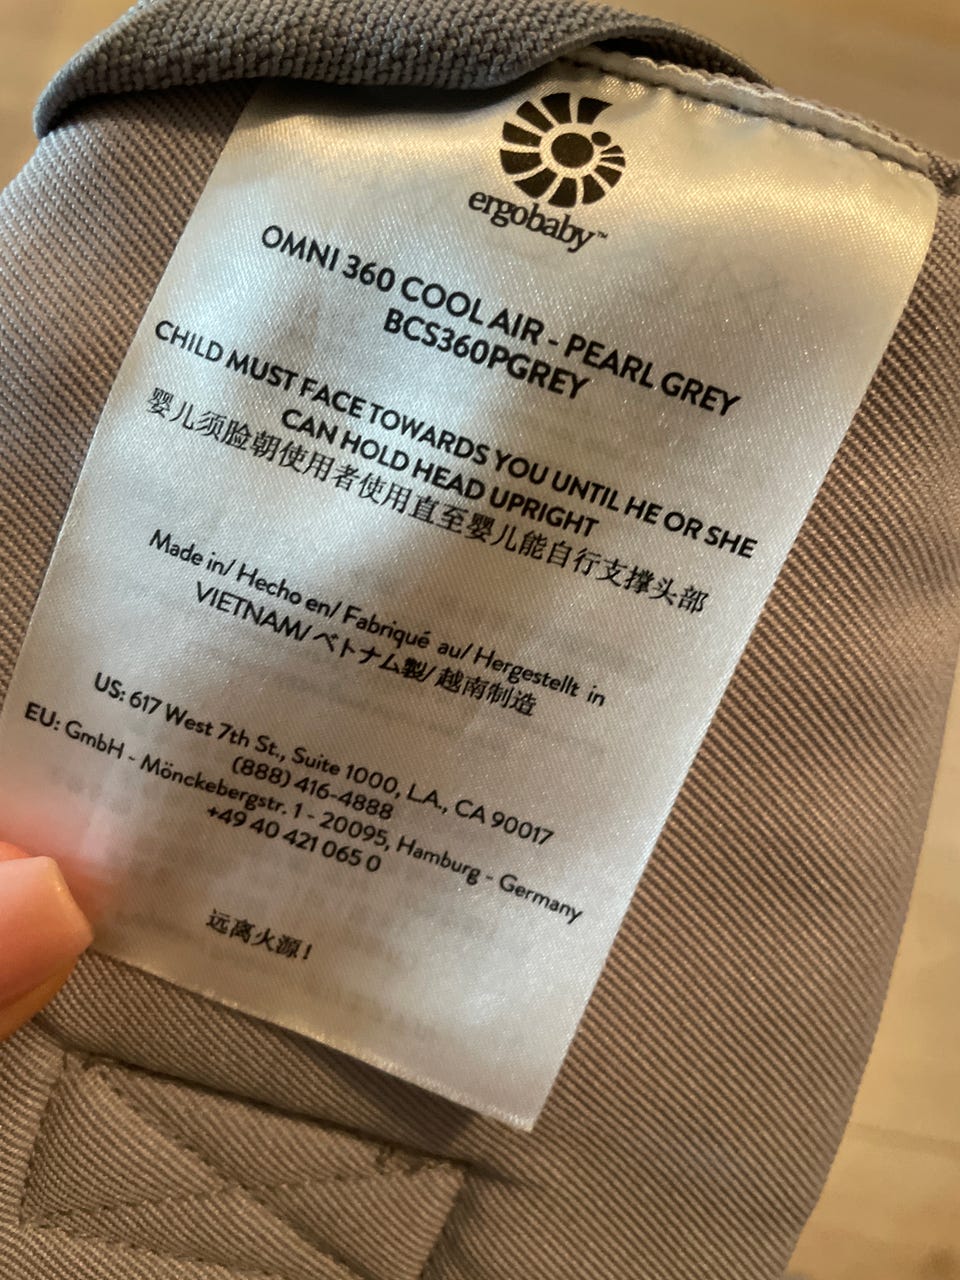 ergobaby™
OMNI 360 COOL AIR - PEARL GREY
BCS360PGREY
CHILD MUST FACE TOWARDS YOU UNTIL HE OR SHE
CAN HOLD HEAD UPRIGHT
婴儿须脸朝使用者使用直至婴儿能自行支撑头部
Made in/ Hecho en/ Fabriqué au/ Hergestellt in
VIETNAM/ ベトナム製/ 越南制造
US: 617 West 7th St., Suite 1000, L.A., CA 90017
(888) 416-4888
EU: GmbH - Mönckebergstr. 1 - 20095, Hamburg - Germany
+49 40 421 065 0
远离火源！